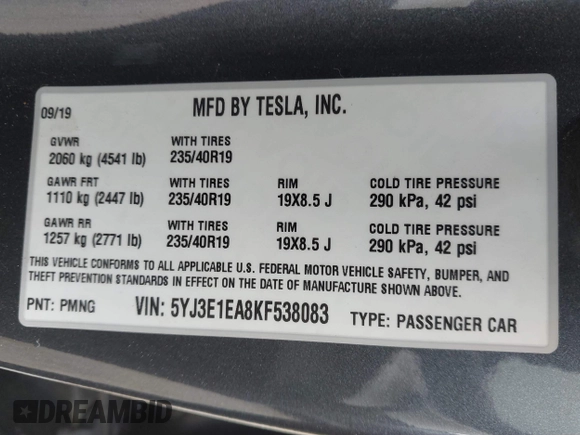 09/19 MFD BY TESLA, INC.
GVWR WITH TIRES
2060 kg (4541 lb) 235/40R19
GAWR FRT WITH TIRES RIM COLD TIRE PRESSURE
1110 kg (2447 lb) 235/40R19 19X8.5 J 290 kPa, 42 psi
GAWR RR WITH TIRES RIM COLD TIRE PRESSURE
1257 kg (2771 lb) 235/40R19 19X8.5 J 290 kPa, 42 psi
THIS VEHICLE CONFORMS TO ALL APPLICABLE U.S. FEDERAL MOTOR VEHICLE SAFETY, BUMPER, AND
THEFT PREVENTION STANDARDS IN EFFECT ON THE DATE OF MANUFACTURE SHOWN ABOVE.
PNT: PMNG VIN: 5YJ3E1EA8KF538083 TYPE: PASSENGER CAR
DREAMBID